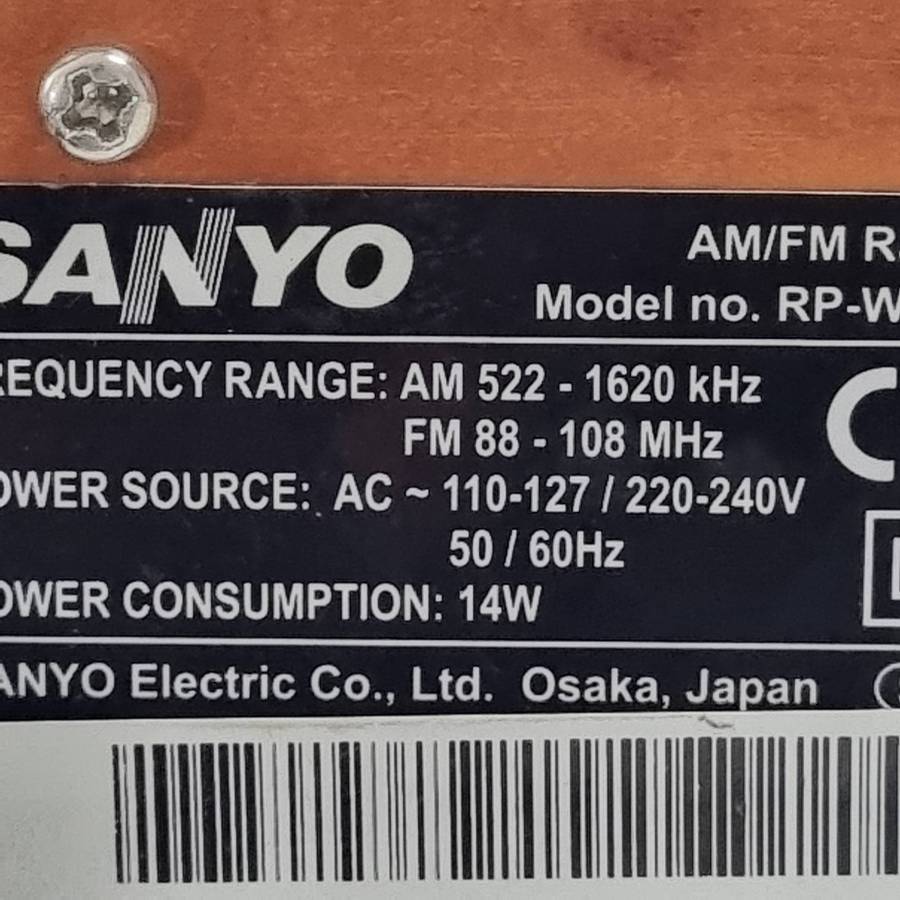 SANYO
AM/FM R
Model no. RP-W
REQUENCY RANGE: AM 522 - 1620 kHz
FM 88 - 108 MHz
OWER SOURCE: AC ~ 110-127 / 220-240V
50 / 60Hz
OWER CONSUMPTION: 14W
ANYO Electric Co., Ltd. Osaka, Japan